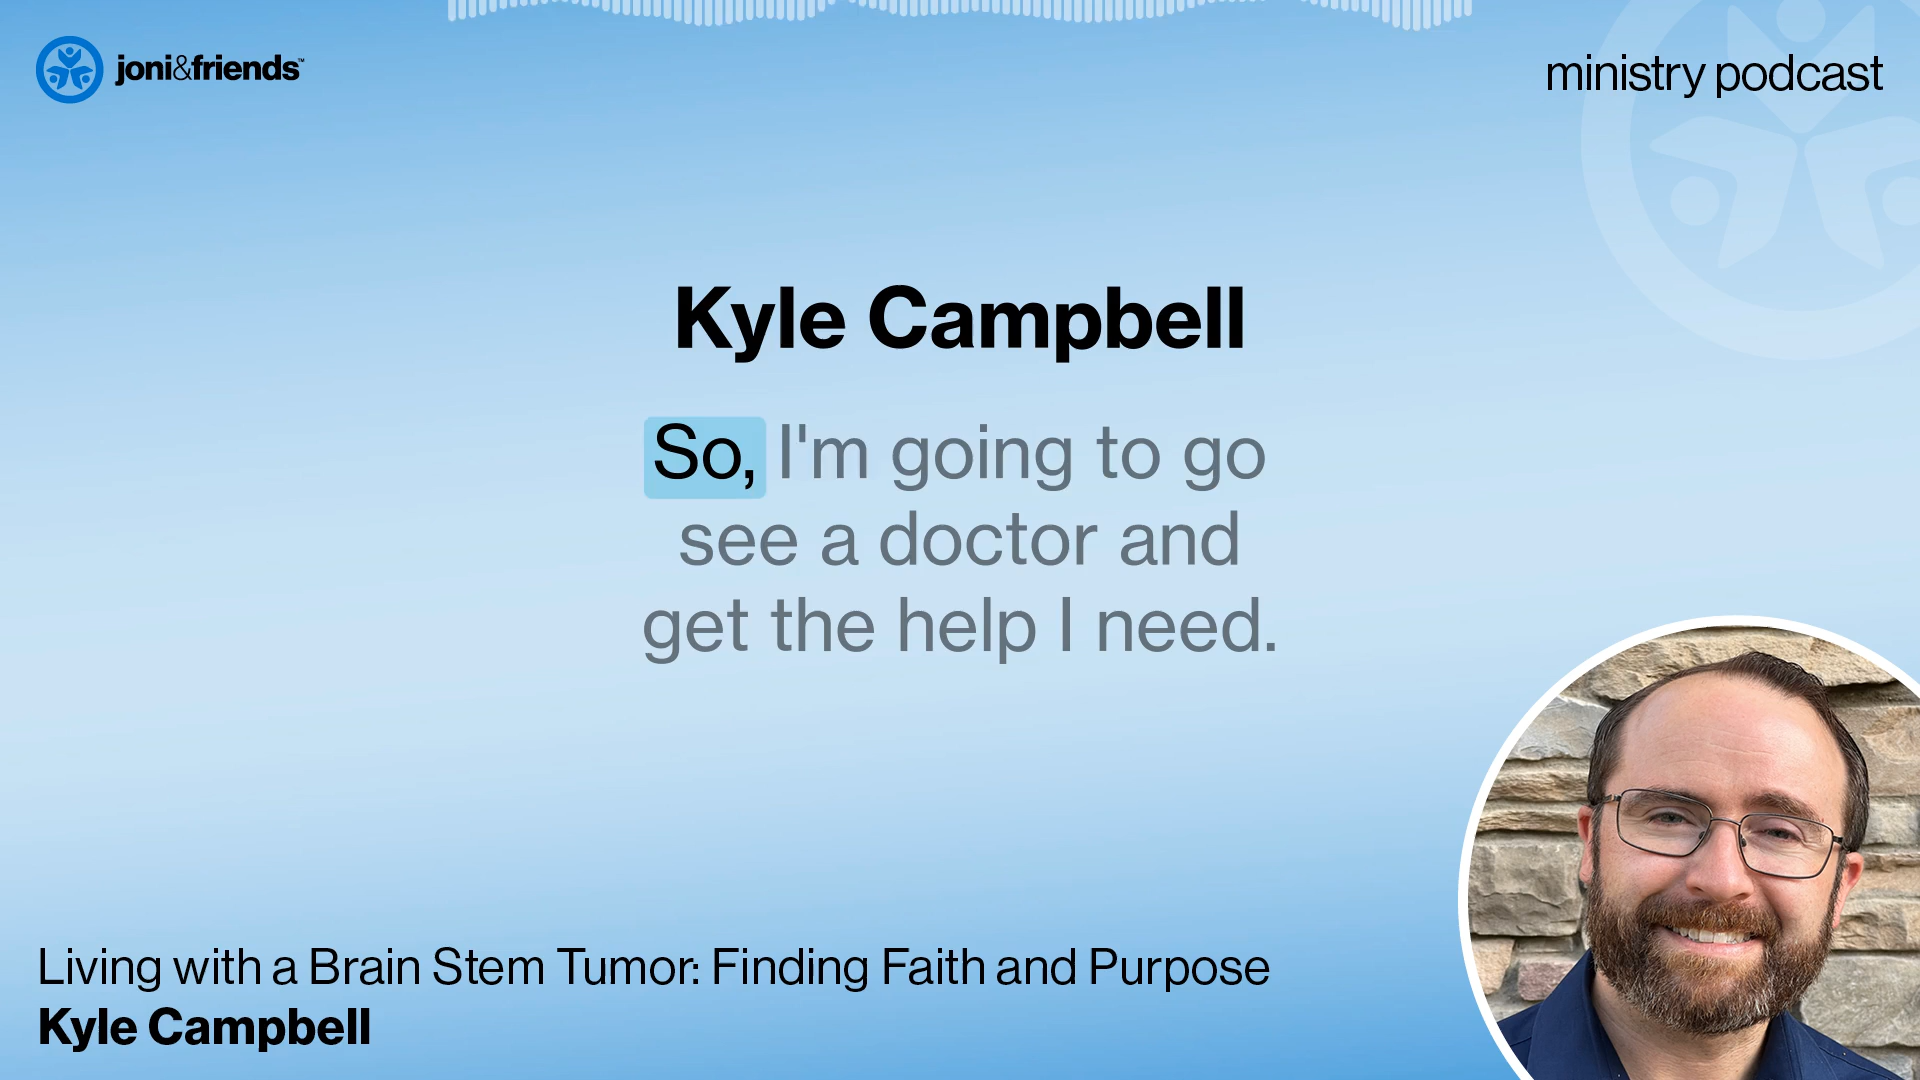 joni&friends™
ministry podcast
Kyle Campbell
So, I'm going to go
see a doctor and
get the help I need.
Living with a Brain Stem Tumor: Finding Faith and Purpose
Kyle Campbell